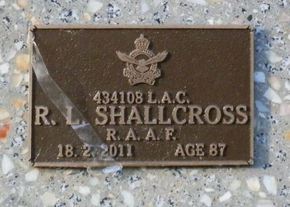 434108 L.A.C.
R. L. SHALLCROSS
R. A. A. F.
18. 2. 2011 AGE 87